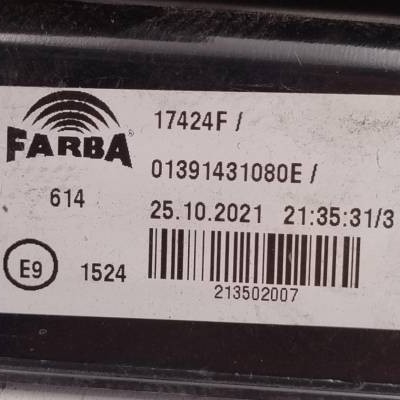 FARBA
17424F /
01391431080E /
614
25.10.2021 21:35:31/3
E9
1524
213502007